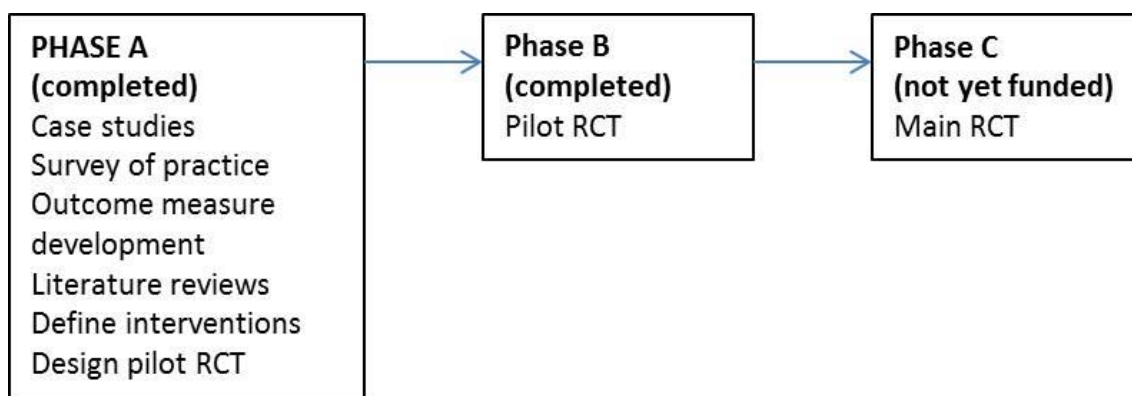 PHASE A
(completed)
Case studies
Survey of practice
Outcome measure
development
Literature reviews
Define interventions
Design pilot RCT
Phase B
(completed)
Pilot RCT
Phase C
(not yet funded)
Main RCT